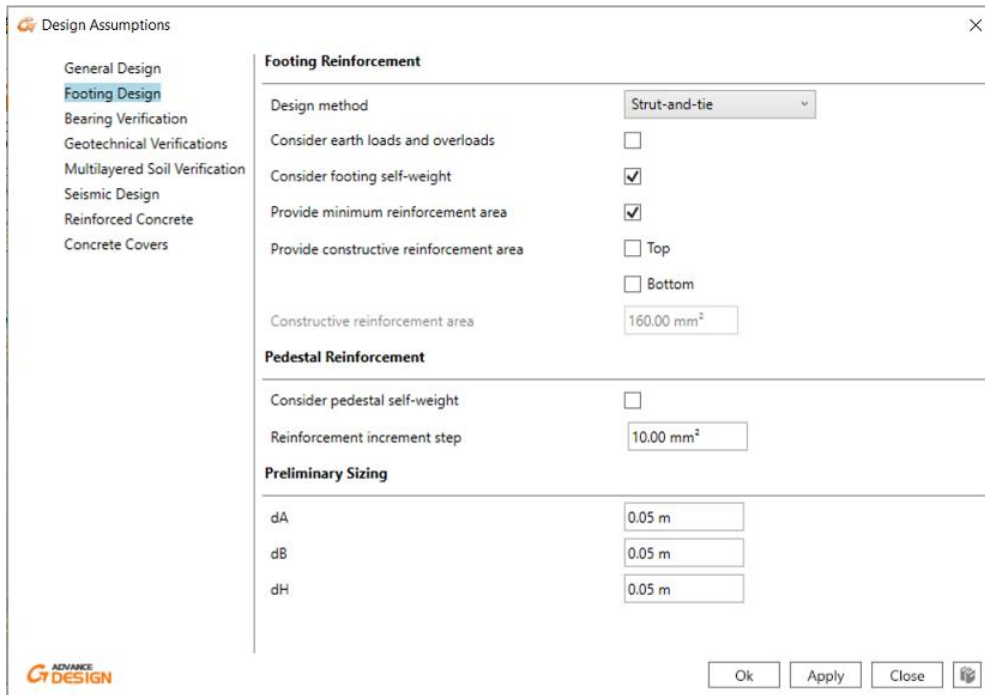 Design Assumptions
General Design
Footing Design
Bearing Verification
Geotechnical Verifications
Multilayered Soil Verification
Seismic Design
Reinforced Concrete
Concrete Covers
Footing Reinforcement
Design method Strut-and-tie
Consider earth loads and overloads
Consider footing self-weight
Provide minimum reinforcement area
Provide constructive reinforcement area Top
Bottom
Constructive reinforcement area 160.00 mm²
Pedestal Reinforcement
Consider pedestal self-weight
Reinforcement increment step 10.00 mm²
Preliminary Sizing
dA 0.05 m
dB 0.05 m
dH 0.05 m
ADVANCE
DESIGN
Ok Apply Close